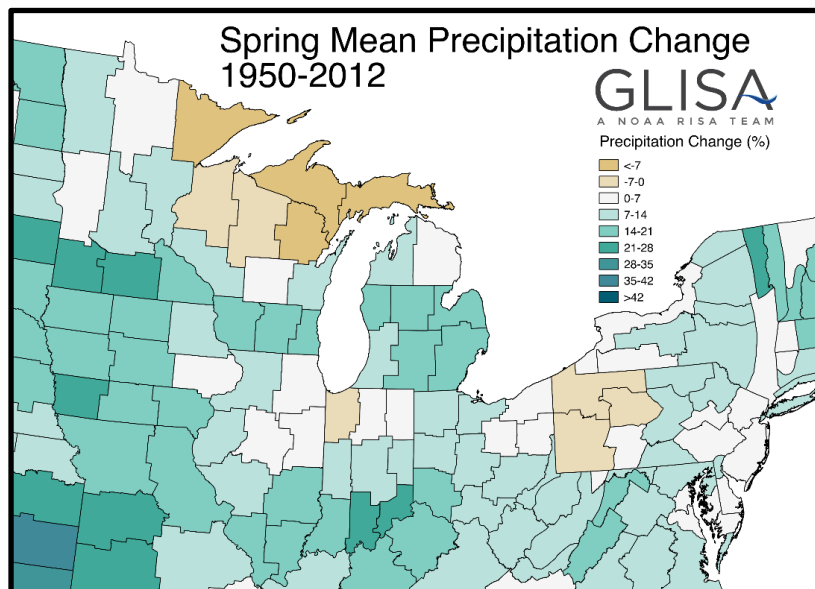 Spring Mean Precipitation Change
1950-2012
GLISA
A NOAA RISA TEAM
Precipitation Change (%)
<-7
-7-0
0-7
7-14
14-21
21-28
28-35
35-42
>42